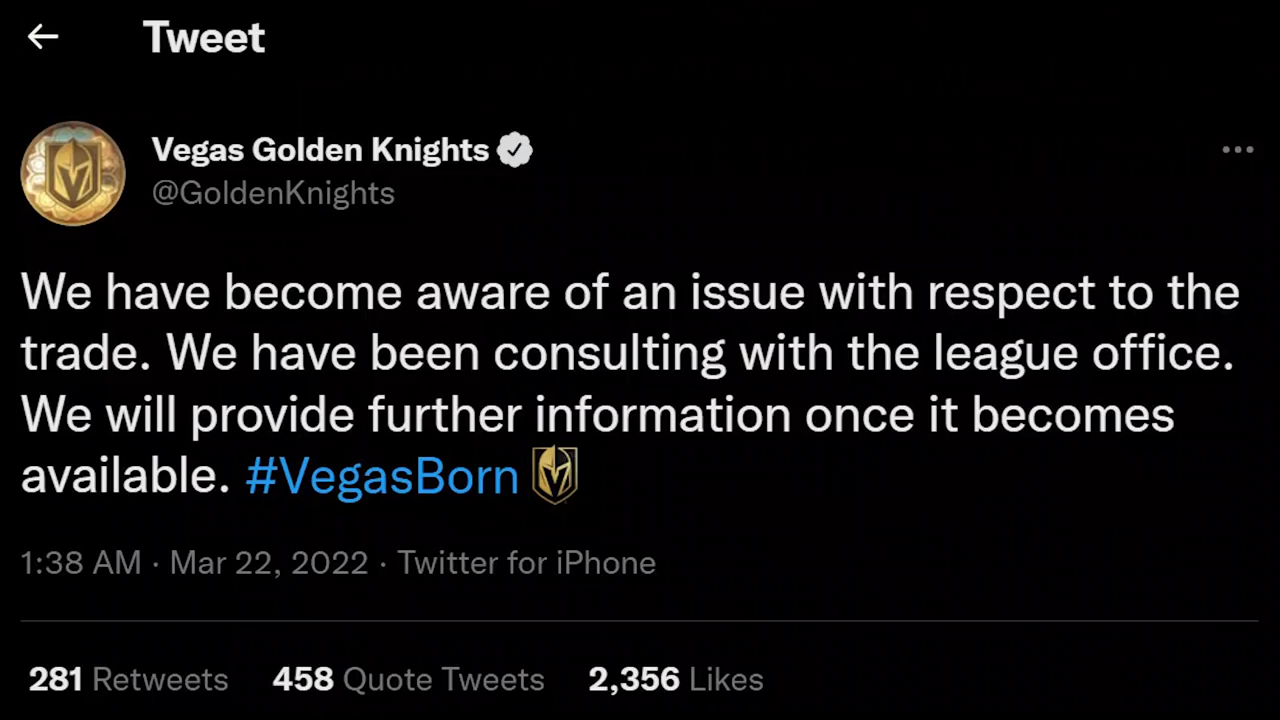 Tweet
Vegas Golden Knights
@GoldenKnights
We have become aware of an issue with respect to the
trade. We have been consulting with the league office.
We will provide further information once it becomes
available. #VegasBorn
1:38 AM · Mar 22, 2022 · Twitter for iPhone
281 Retweets 458 Quote Tweets 2,356 Likes